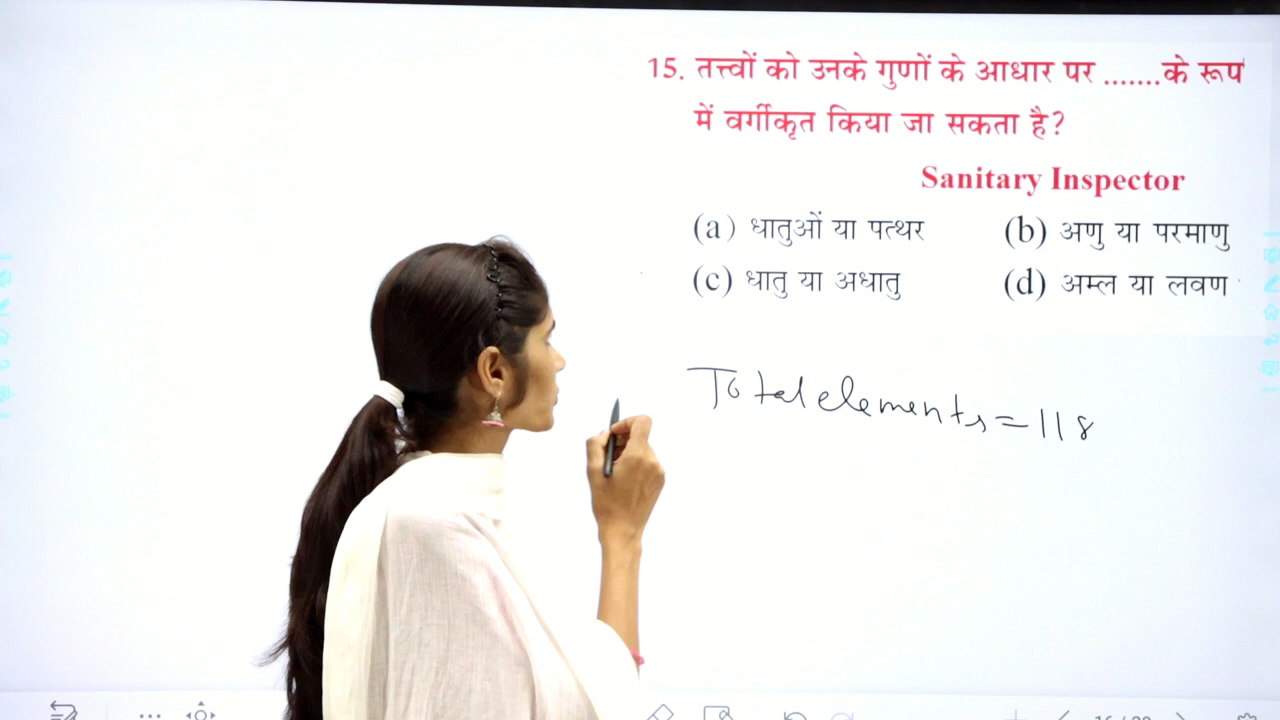 15. तत्त्वों को उनके गुणों के आधार पर .......के रूप
में वर्गीकृत किया जा सकता है?
Sanitary Inspector
(a) धातुओं या पत्थर (b) अणु या परमाणु
(c) धातु या अधातु (d) अम्ल या लवण
Total elements = 118